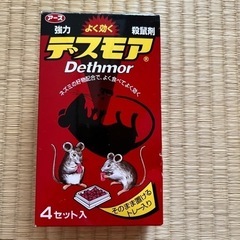 アース
よく効く
強力
殺鼠剤
デスモア®
Dethmor
ネズミの好物配合で、よく食べてよく効く
そのまま置ける
トレー入り
4セット入